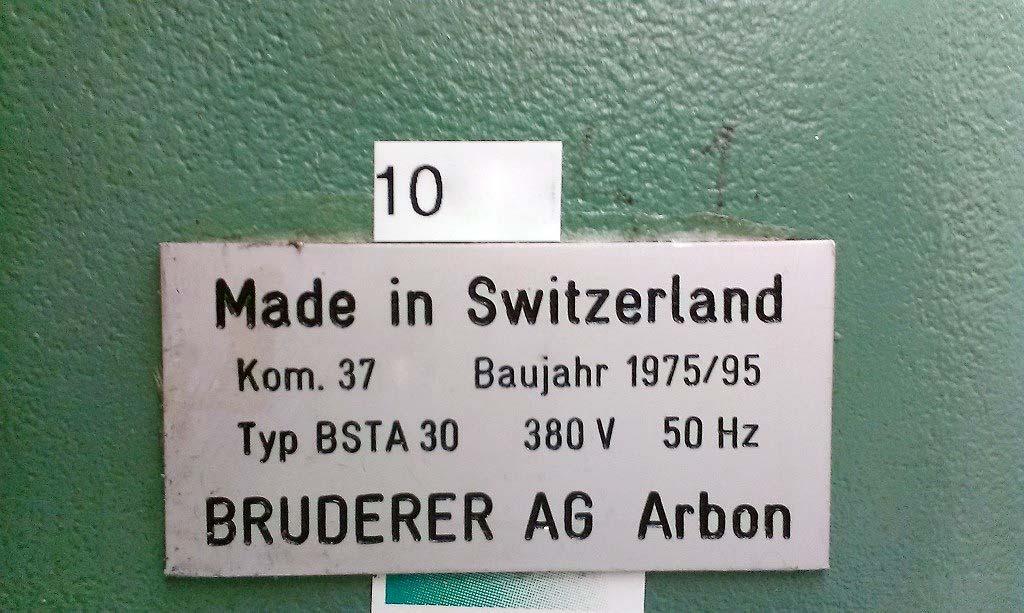 10
Made in Switzerland
Kom. 37 Baujahr 1975/95
Typ BSTA 30 380 V 50 Hz
BRUDERER AG Arbon